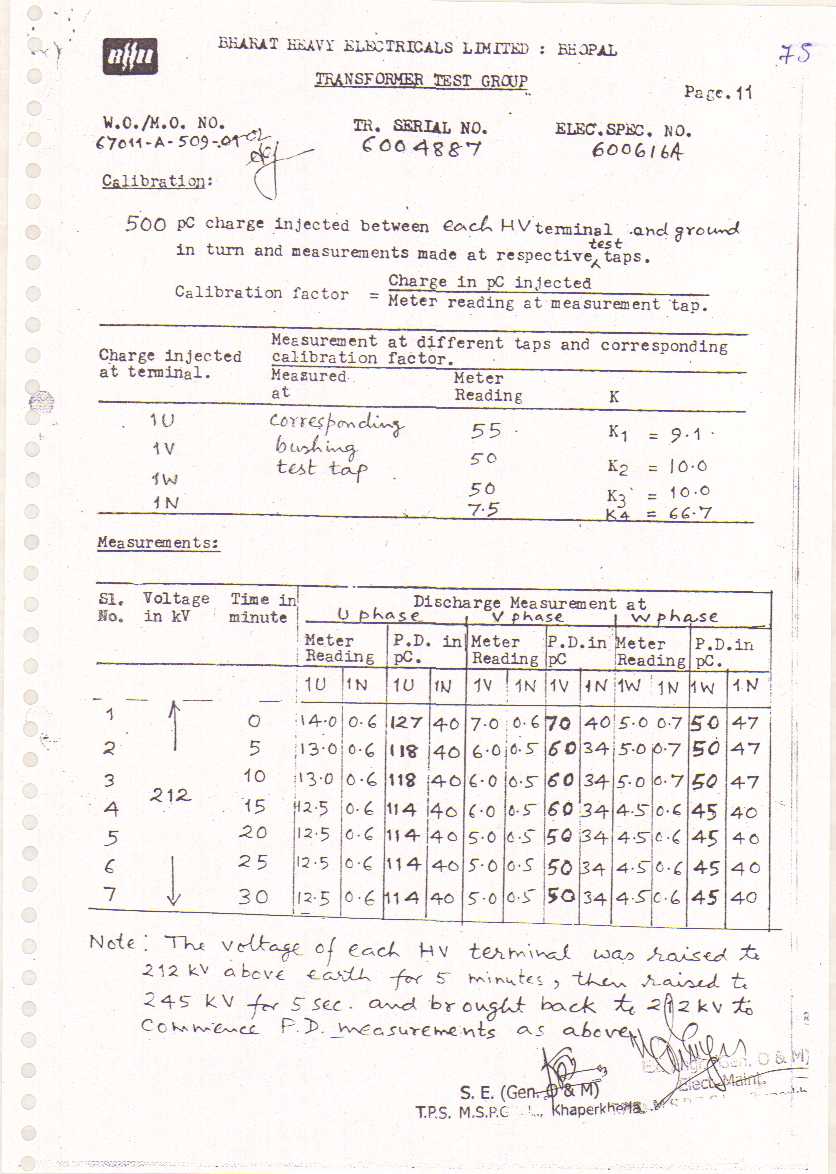 BHARAT HEAVY ELECTRICALS LIMITED : BHOPAL
75
TRANSFORMER TEST GROUP
Page.11
W.O./M.O. NO. TR. SERIAL NO. ELEC.SPEC. NO.
67011-A-509-01 02 6004887 600616A
Calibration:
500 pC charge injected between each HV terminal and ground
in turn and measurements made at respective test taps.
Calibration factor = Charge in pC injected
Meter reading at measurement tap.
Charge injected at terminal. Measurement at different taps and corresponding calibration factor.
Measured at Meter Reading K
1U corresponding 55 K1 = 9.1
1V bushing 50 K2 = 10.0
1W test tap 50 K3 = 10.0
1N 7.5 K4 = 66.7
Measurements:
Sl. No. Voltage in kV Time in minute Discharge Measurement at
U phase V phase W phase
Meter Reading P.D. in pC. Meter Reading P.D.in pC Meter Reading P.D.in pC.
1U 1N 1U 1N 1V 1N 1V 1N 1W 1N 1W 1N
1 0 14.0 0.6 127 40 7.0 0.6 70 40 5.0 0.7 50 47
2 5 13.0 0.6 118 40 6.0 0.5 60 34 5.0 0.7 50 47
3 10 13.0 0.6 118 40 6.0 0.5 60 34 5.0 0.7 50 47
4 212 15 12.5 0.6 114 40 6.0 0.5 60 34 4.5 0.6 45 40
5 20 12.5 0.6 114 40 5.0 0.5 50 34 4.5 0.6 45 40
6 25 12.5 0.6 114 40 5.0 0.5 50 34 4.5 0.6 45 40
7 30 12.5 0.6 114 40 5.0 0.5 50 34 4.5 0.6 45 40
Note: The voltage of each HV terminal was raised to
212 kV above earth for 5 minutes, then raised to
245 kV for 5 sec. and brought back to 212 kV to
Commence P.D. measurements as above.
S. E. (Gen. O & M)
T.P.S. M.S.P.G Khaperkheda.
Gen. O & M)
Elect. Maint.